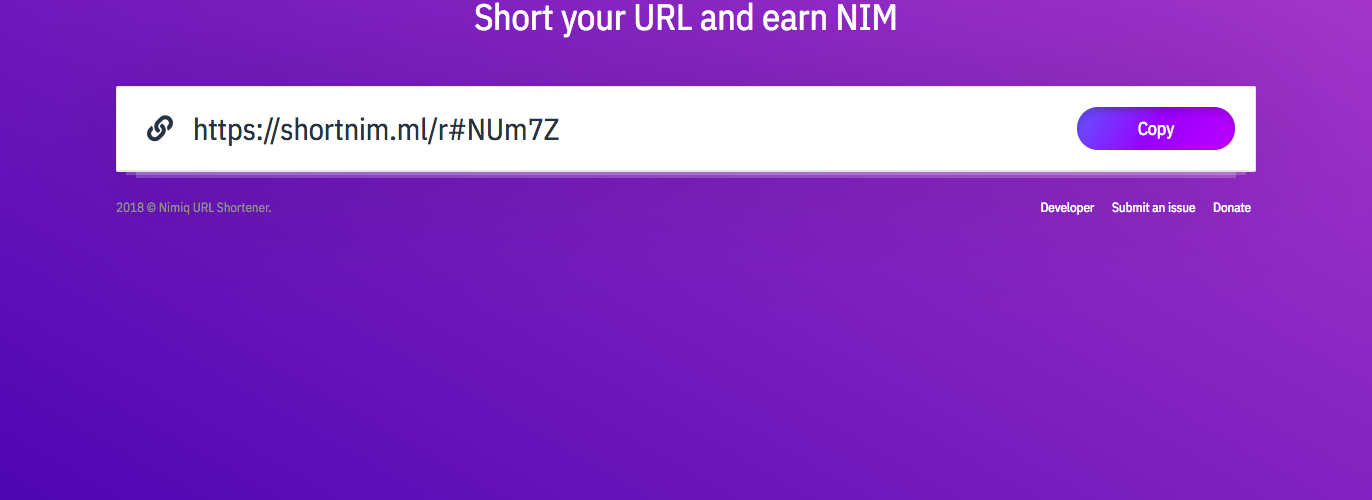 Short your URL and earn NIM
https://shortnim.ml/r#NUm7Z
Copy
2018 © Nimiq URL Shortener.
Developer Submit an issue Donate